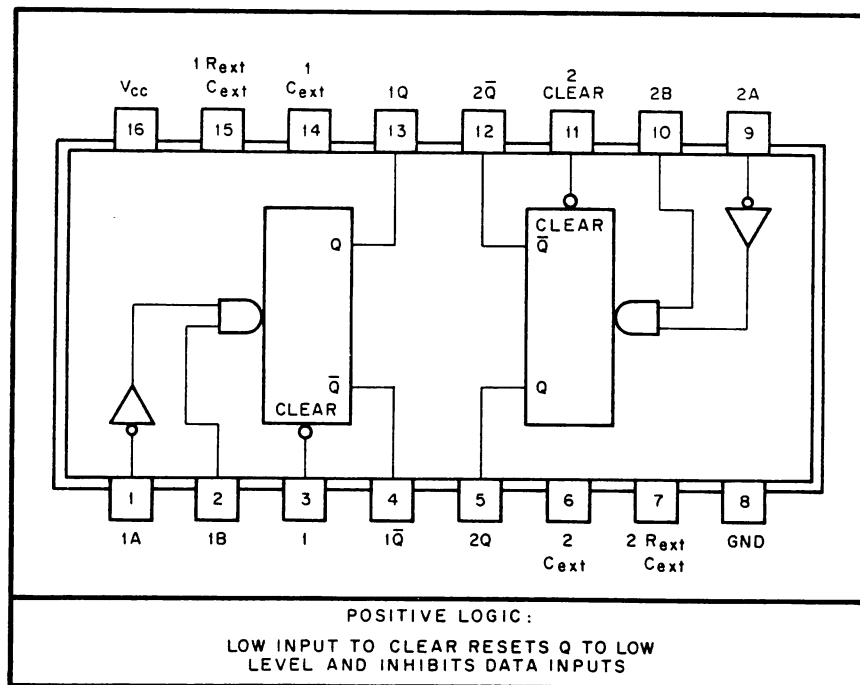 1 Rext 1 2
Vcc Cext Cext 1Q 2Q̅ CLEAR 2B 2A
16 15 14 13 12 11 10 9
CLEAR
Q Q̅
Q̅ Q
CLEAR
1 2 3 4 5 6 7 8
1A 1B 1 1Q̅ 2Q 2 2 Rext GND
Cext Cext
POSITIVE LOGIC:
LOW INPUT TO CLEAR RESETS Q TO LOW
LEVEL AND INHIBITS DATA INPUTS